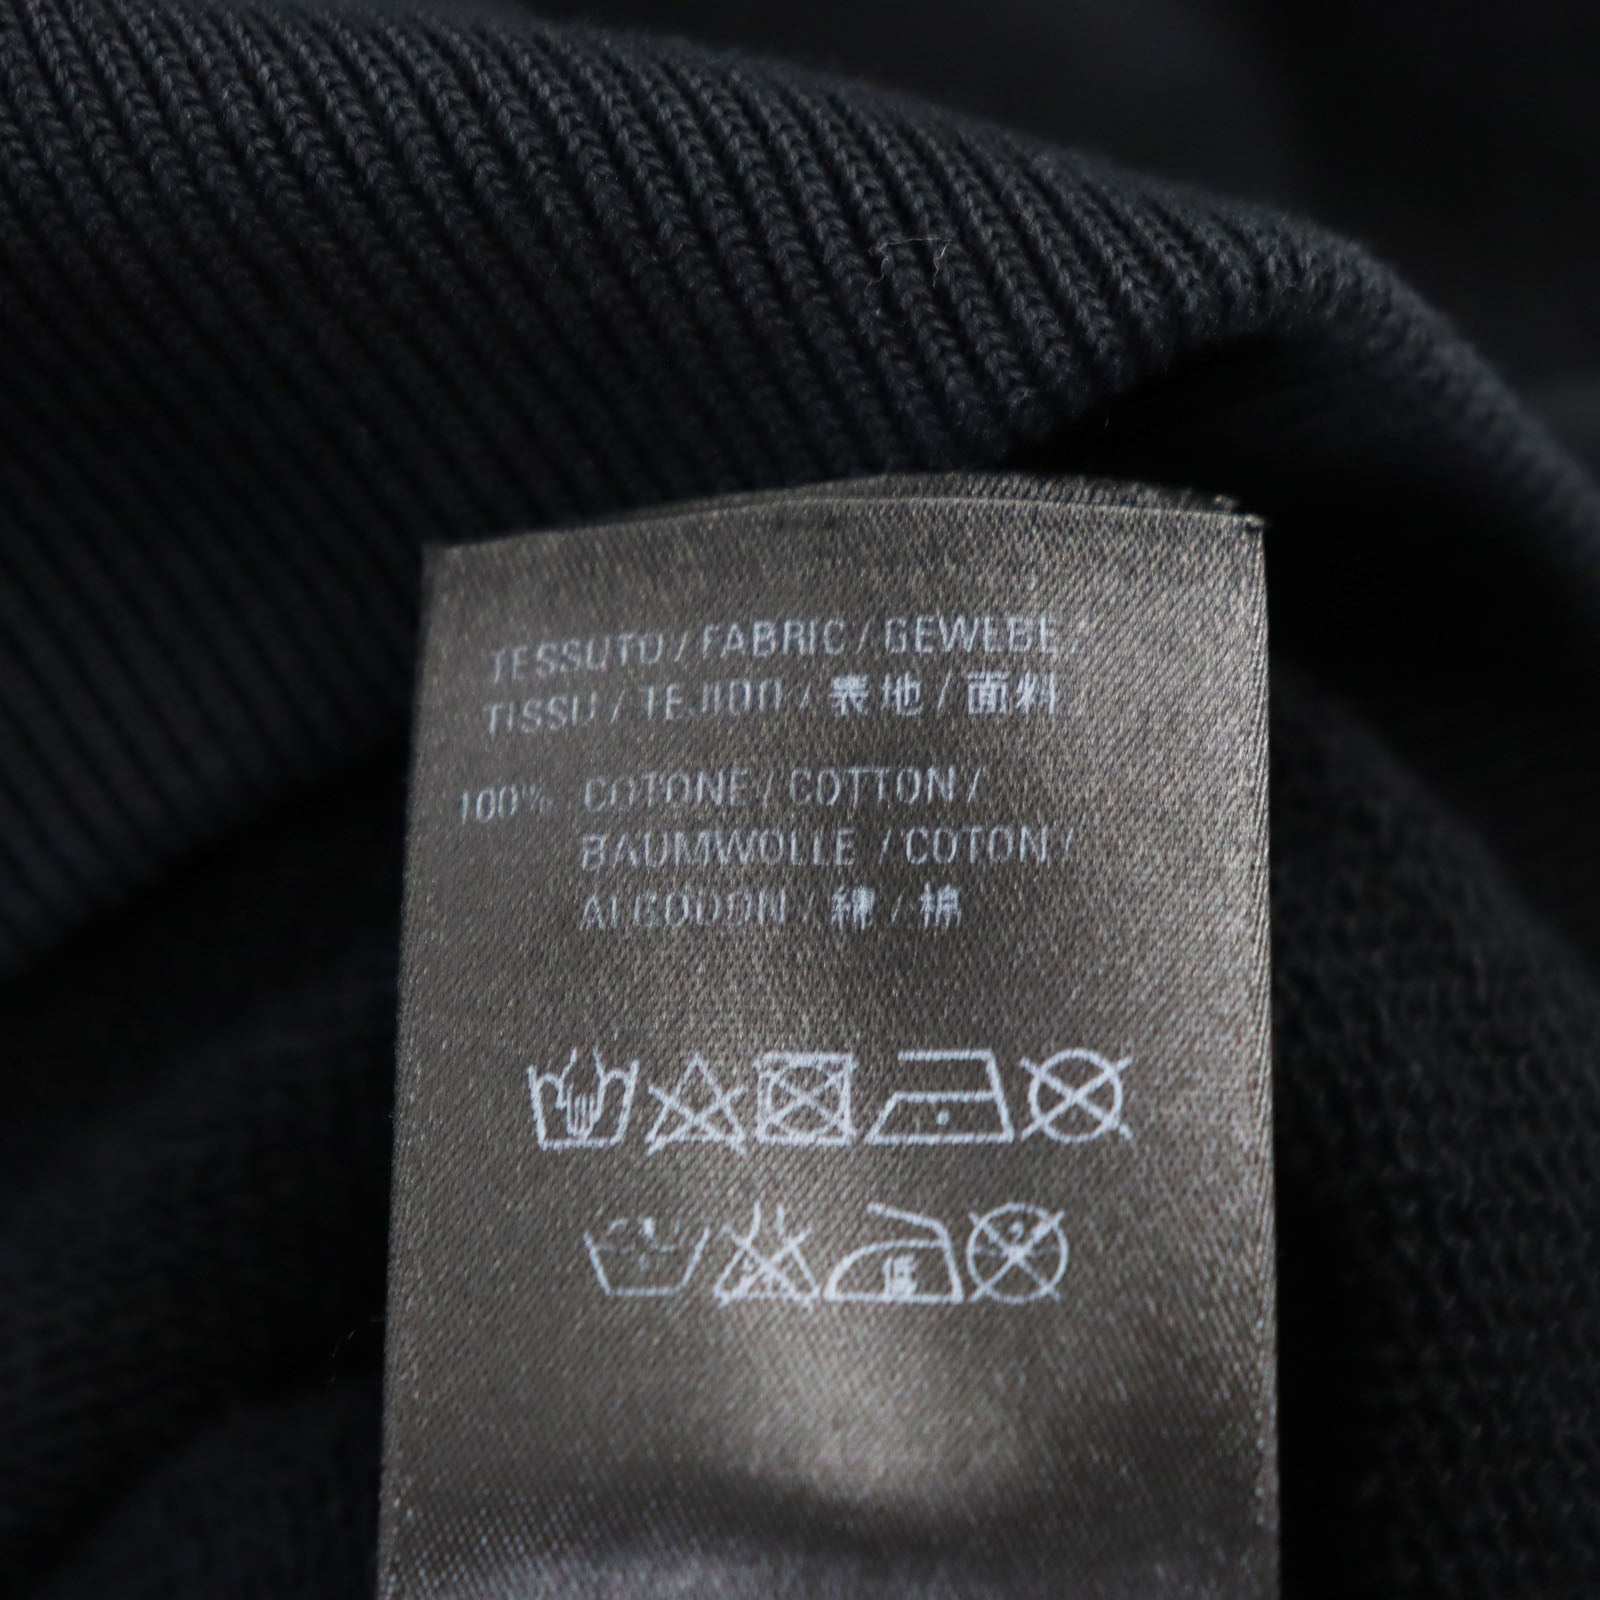 TESSUTO / FABRIC / GEWEBE /
TISSU / TEJIDO / 表地 / 面料
100% COTONE / COTTON /
BAUMWOLLE / COTON /
ALGODON / 綿 / 棉